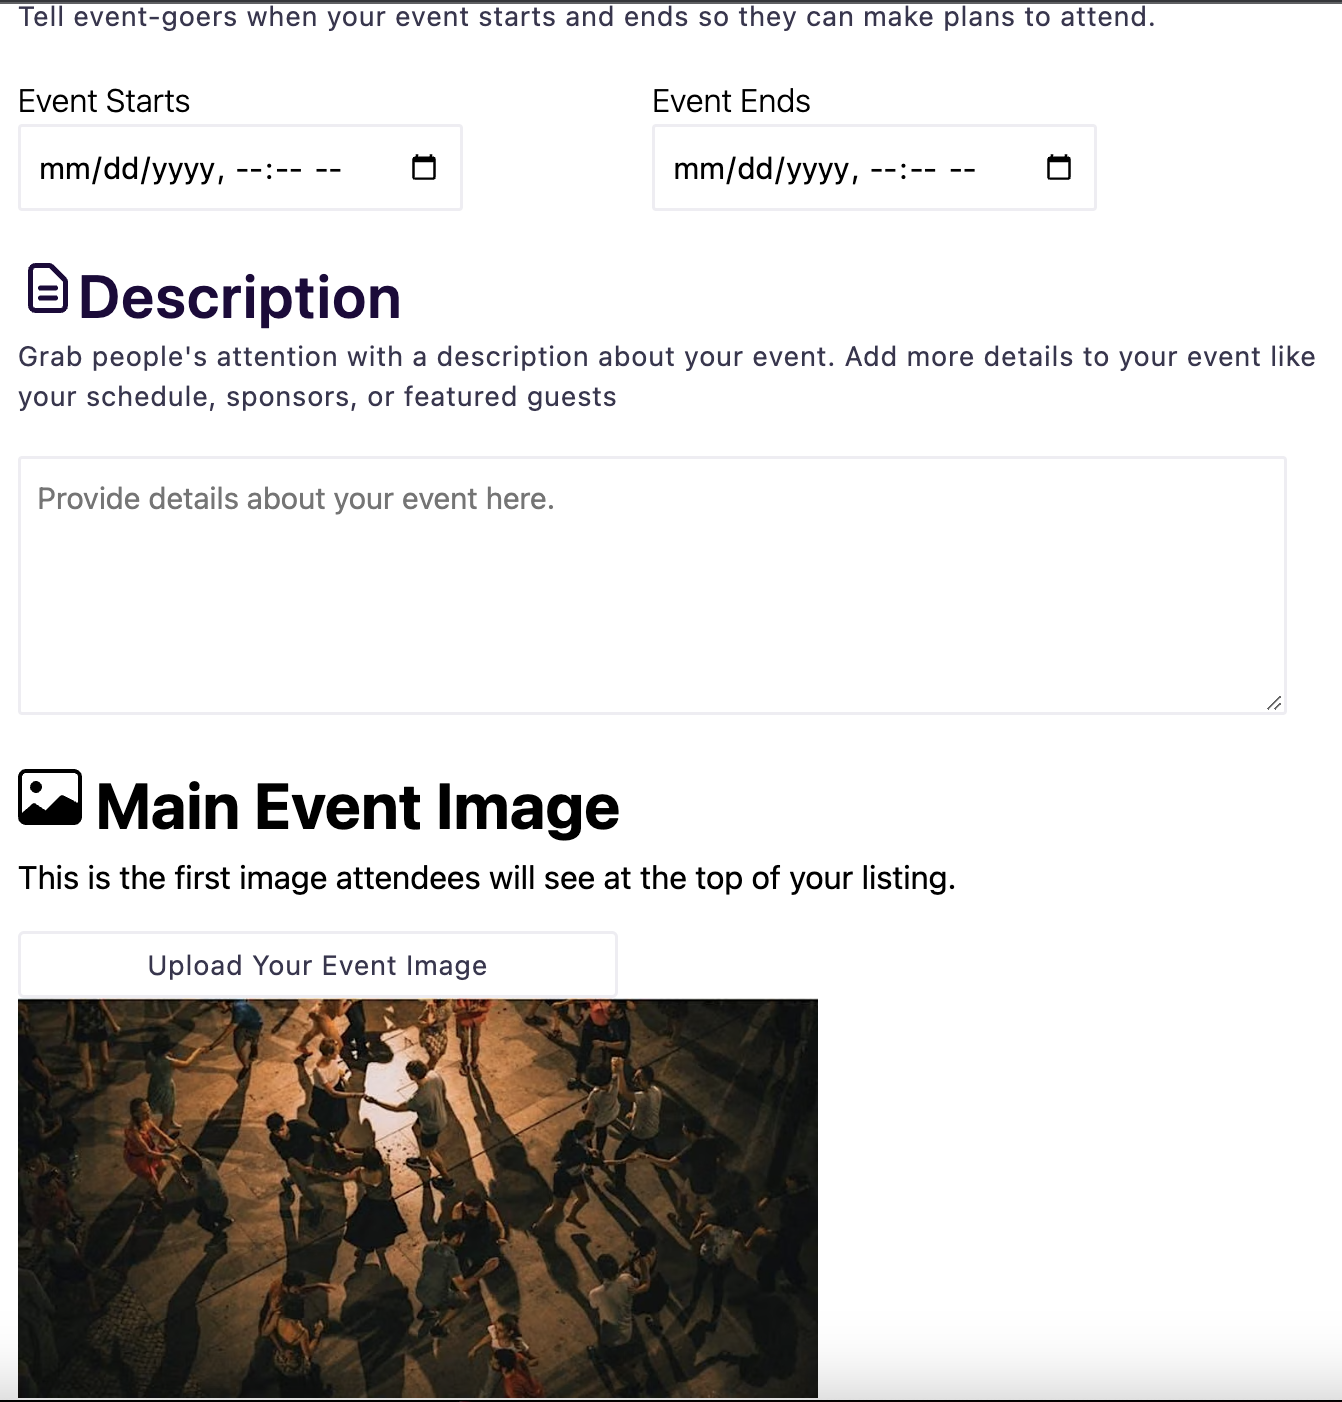 Tell event-goers when your event starts and ends so they can make plans to attend.
Event Starts
Event Ends
mm/dd/yyyy, --:-- --
mm/dd/yyyy, --:-- --
Description
Grab people's attention with a description about your event. Add more details to your event like
your schedule, sponsors, or featured guests
Provide details about your event here.
Main Event Image
This is the first image attendees will see at the top of your listing.
Upload Your Event Image